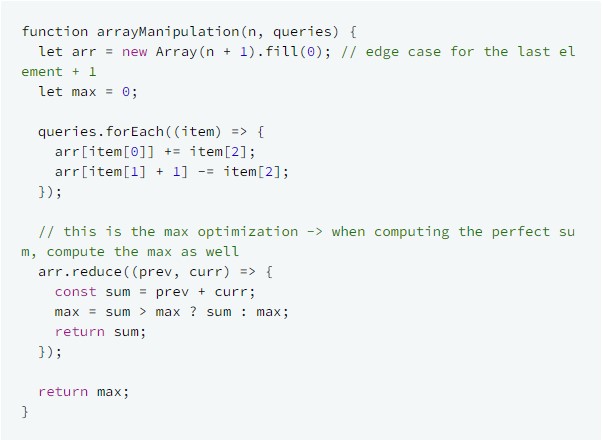 function arrayManipulation(n, queries) {
  let arr = new Array(n + 1).fill(0); // edge case for the last el
ement + 1
  let max = 0;

  queries.forEach((item) => {
    arr[item[0]] += item[2];
    arr[item[1] + 1] -= item[2];
  });

  // this is the max optimization -> when computing the perfect su
m, compute the max as well
  arr.reduce((prev, curr) => {
    const sum = prev + curr;
    max = sum > max ? sum : max;
    return sum;
  });

  return max;
}